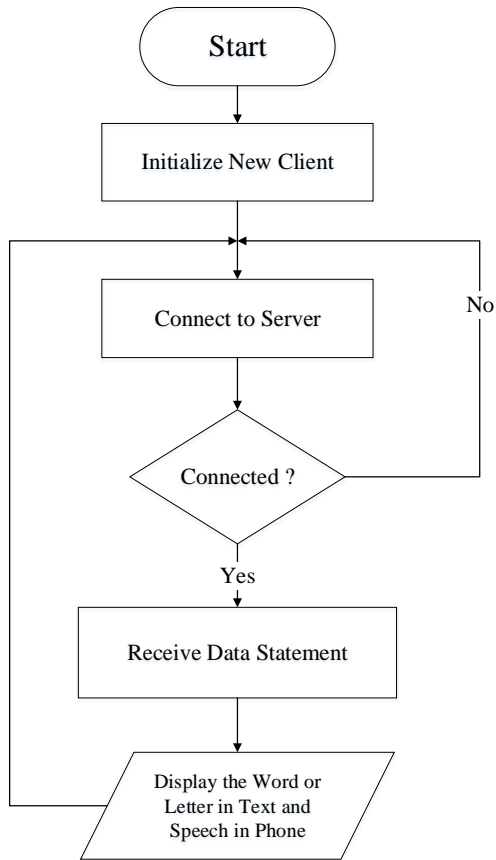 Start
Initialize New Client
Connect to Server
No
Connected ?
Yes
Receive Data Statement
Display the Word or
Letter in Text and
Speech in Phone